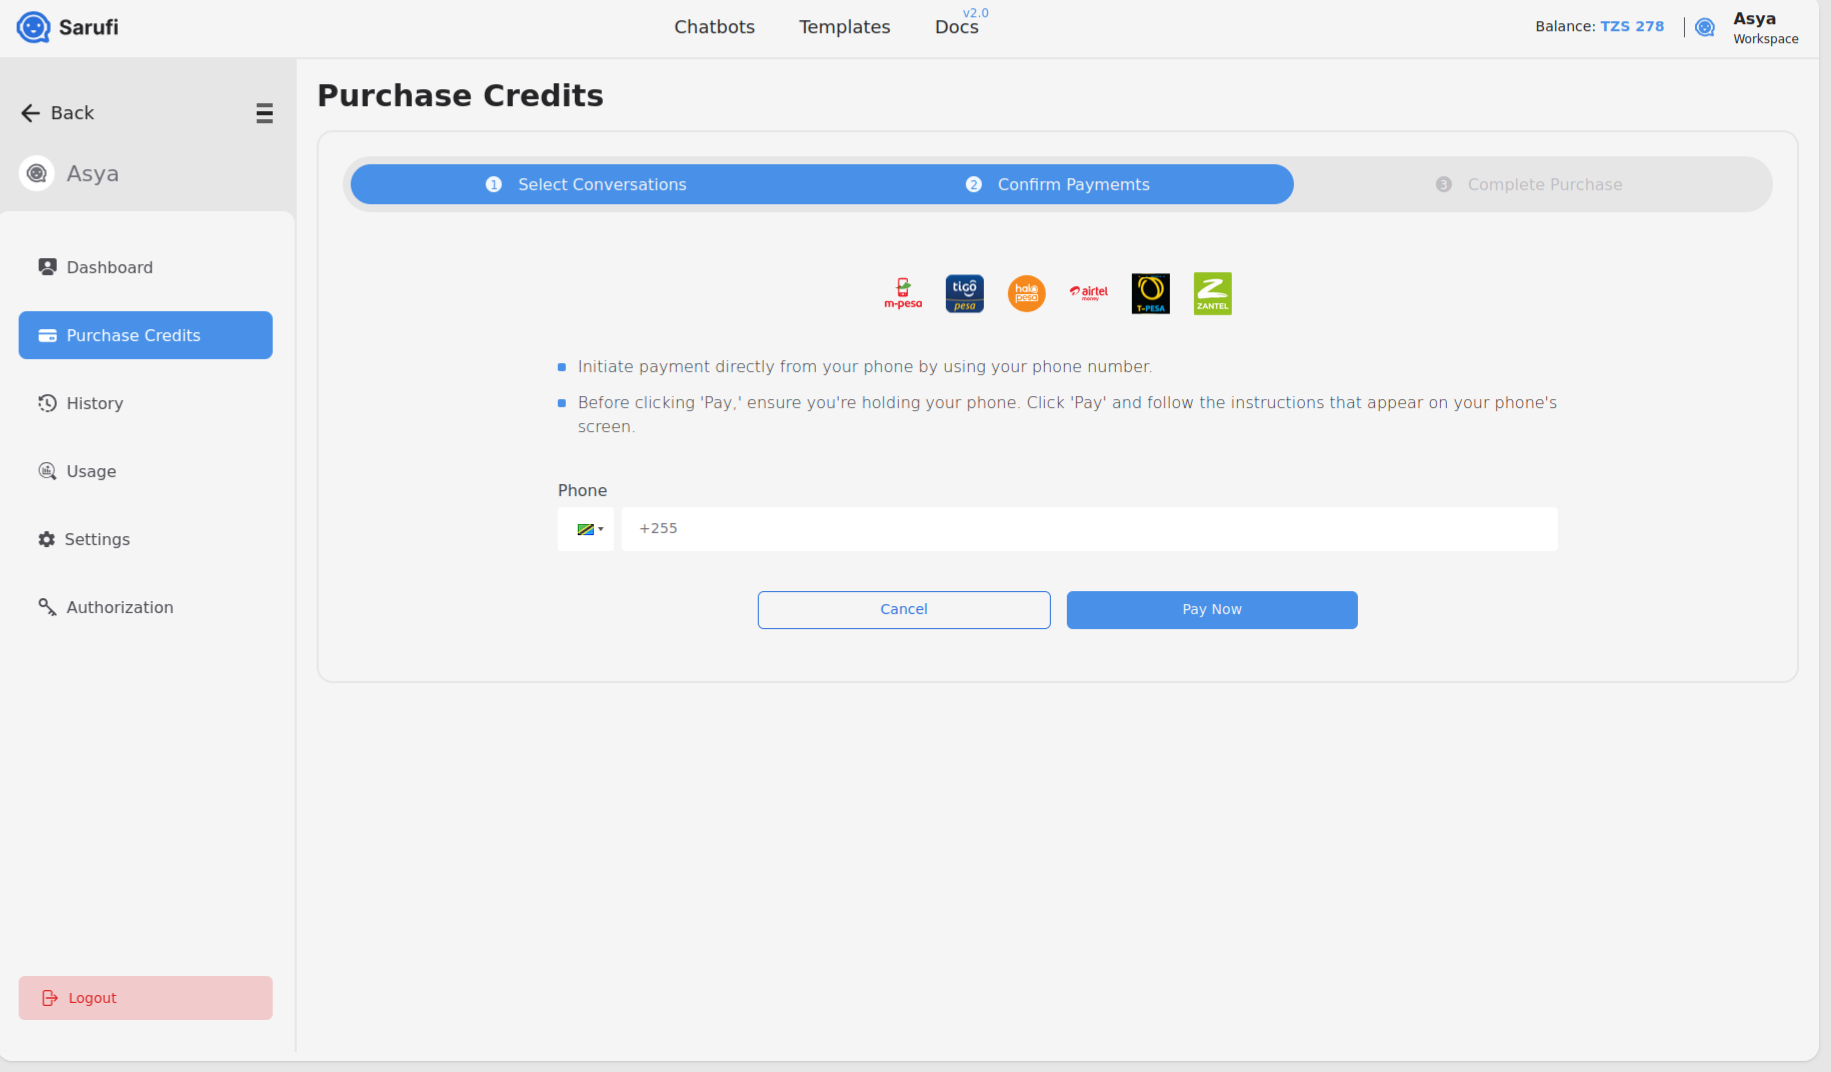 Sarufi
Chatbots
Templates
Docs
v2.0
Balance: TZS 278
Asya
Workspace
Back
Asya
Dashboard
Purchase Credits
History
Usage
Settings
Authorization
Logout
Purchase Credits
1 Select Conversations
2 Confirm Paymemts
3 Complete Purchase
m-pesa
tigo
pesa
halo
pesa
airtel
money
T-PESA
ZANTEL
Initiate payment directly from your phone by using your phone number.
Before clicking 'Pay,' ensure you're holding your phone. Click 'Pay' and follow the instructions that appear on your phone's
screen.
Phone
+255
Cancel
Pay Now